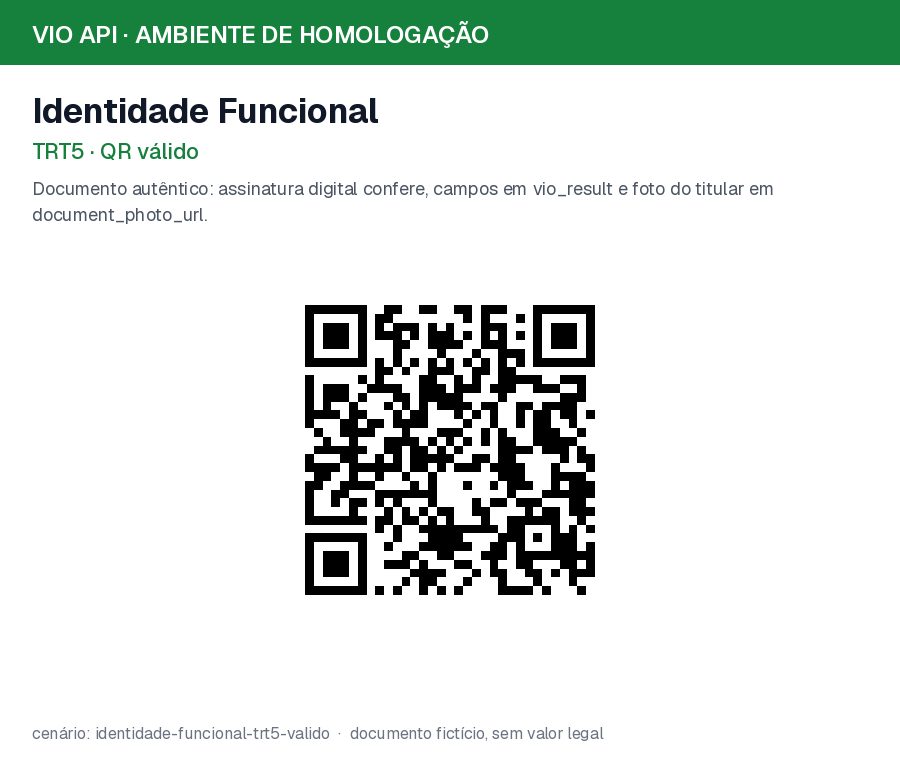 VIO API · AMBIENTE DE HOMOLOGAÇÃO
Identidade Funcional
TRT5 · QR válido
Documento autêntico: assinatura digital confere, campos em vio_result e foto do titular em
document_photo_url.
cenário: identidade-funcional-trt5-valido · documento fictício, sem valor legal